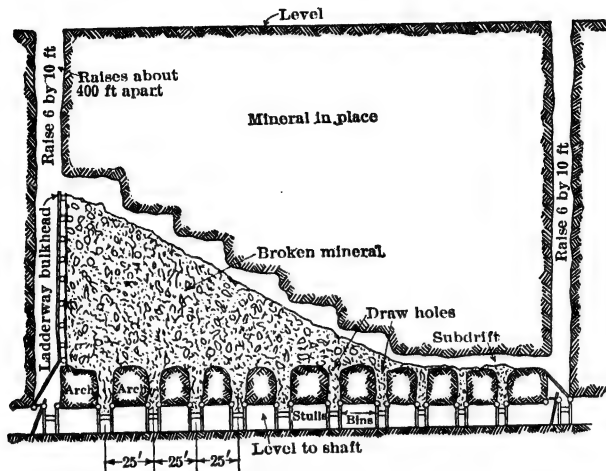 Level
Raise 6 by 10 ft
Raises about
400 ft apart
Mineral in place
Raise 6 by 10 ft
Ladderway bulkhead
Broken mineral
Draw holes
Subdrift
Arch
Arch
Stulls
Bins
Level to shaft
25'
25'
25'